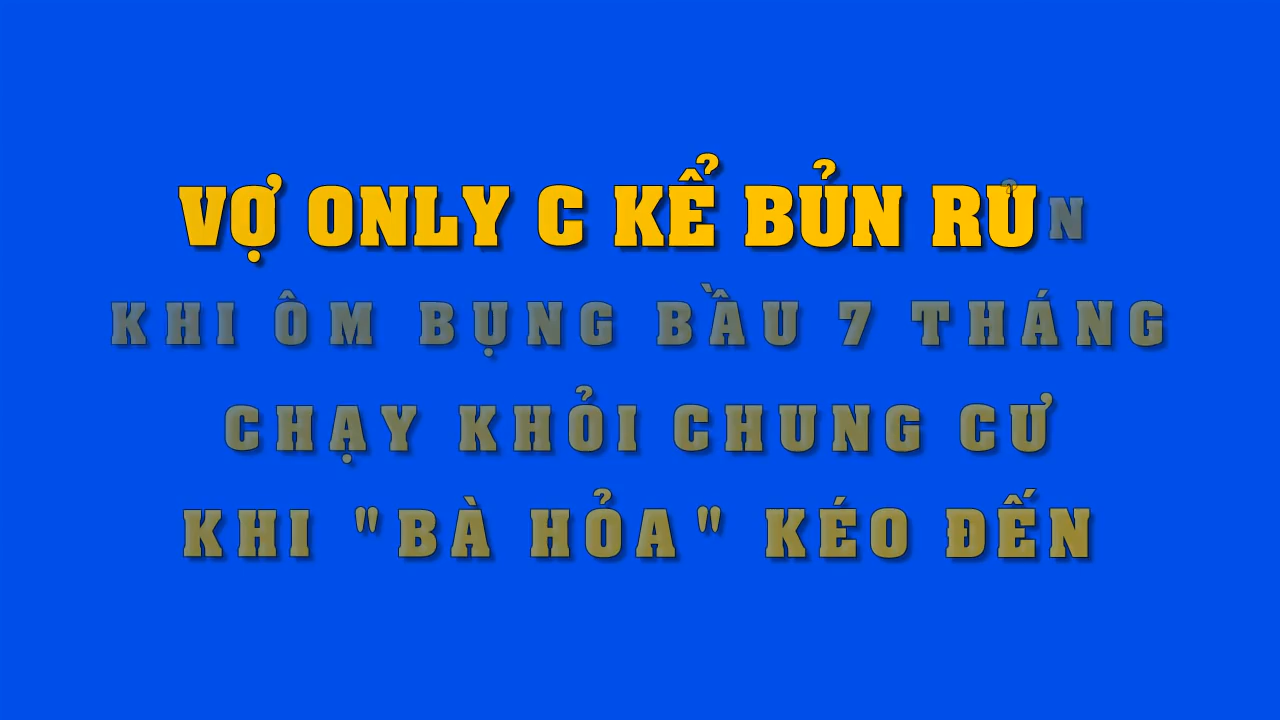 VỢ ONLY C KỂ BỦN RỦN
KHI ÔM BỤNG BẦU 7 THÁNG
CHẠY KHỎI CHUNG CƯ
KHI "BÀ HỎA" KÉO ĐẾN